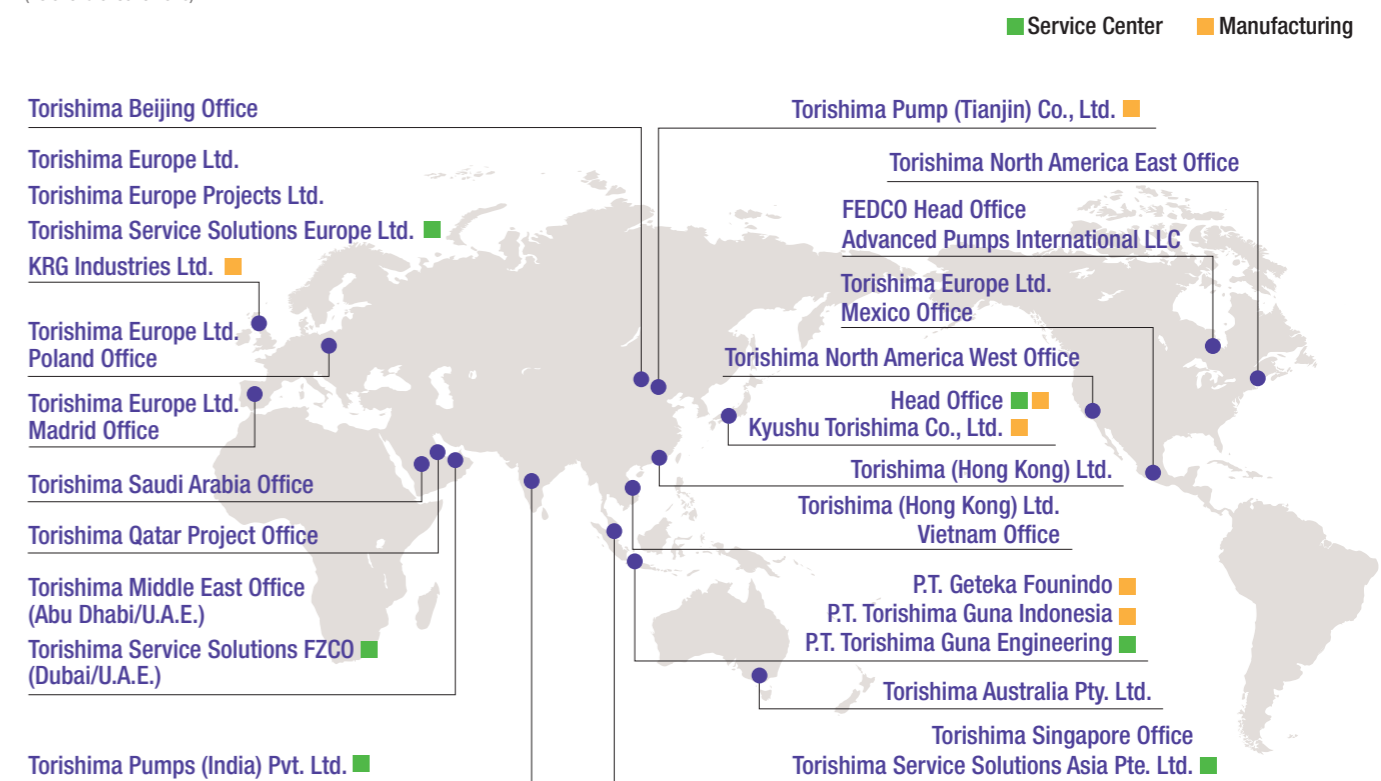 Service Center
Manufacturing
Torishima Beijing Office
Torishima Europe Ltd.
Torishima Europe Projects Ltd.
Torishima Service Solutions Europe Ltd.
KRG Industries Ltd.
Torishima Europe Ltd.
Poland Office
Torishima Europe Ltd.
Madrid Office
Torishima Saudi Arabia Office
Torishima Qatar Project Office
Torishima Middle East Office
(Abu Dhabi/U.A.E.)
Torishima Service Solutions FZCO
(Dubai/U.A.E.)
Torishima Pumps (India) Pvt. Ltd.
Torishima Pump (Tianjin) Co., Ltd.
Torishima North America East Office
FEDCO Head Office
Advanced Pumps International LLC
Torishima Europe Ltd.
Mexico Office
Torishima North America West Office
Head Office
Kyushu Torishima Co., Ltd.
Torishima (Hong Kong) Ltd.
Torishima (Hong Kong) Ltd.
Vietnam Office
P.T. Geteka Founindo
P.T. Torishima Guna Indonesia
P.T. Torishima Guna Engineering
Torishima Australia Pty. Ltd.
Torishima Singapore Office
Torishima Service Solutions Asia Pte. Ltd.